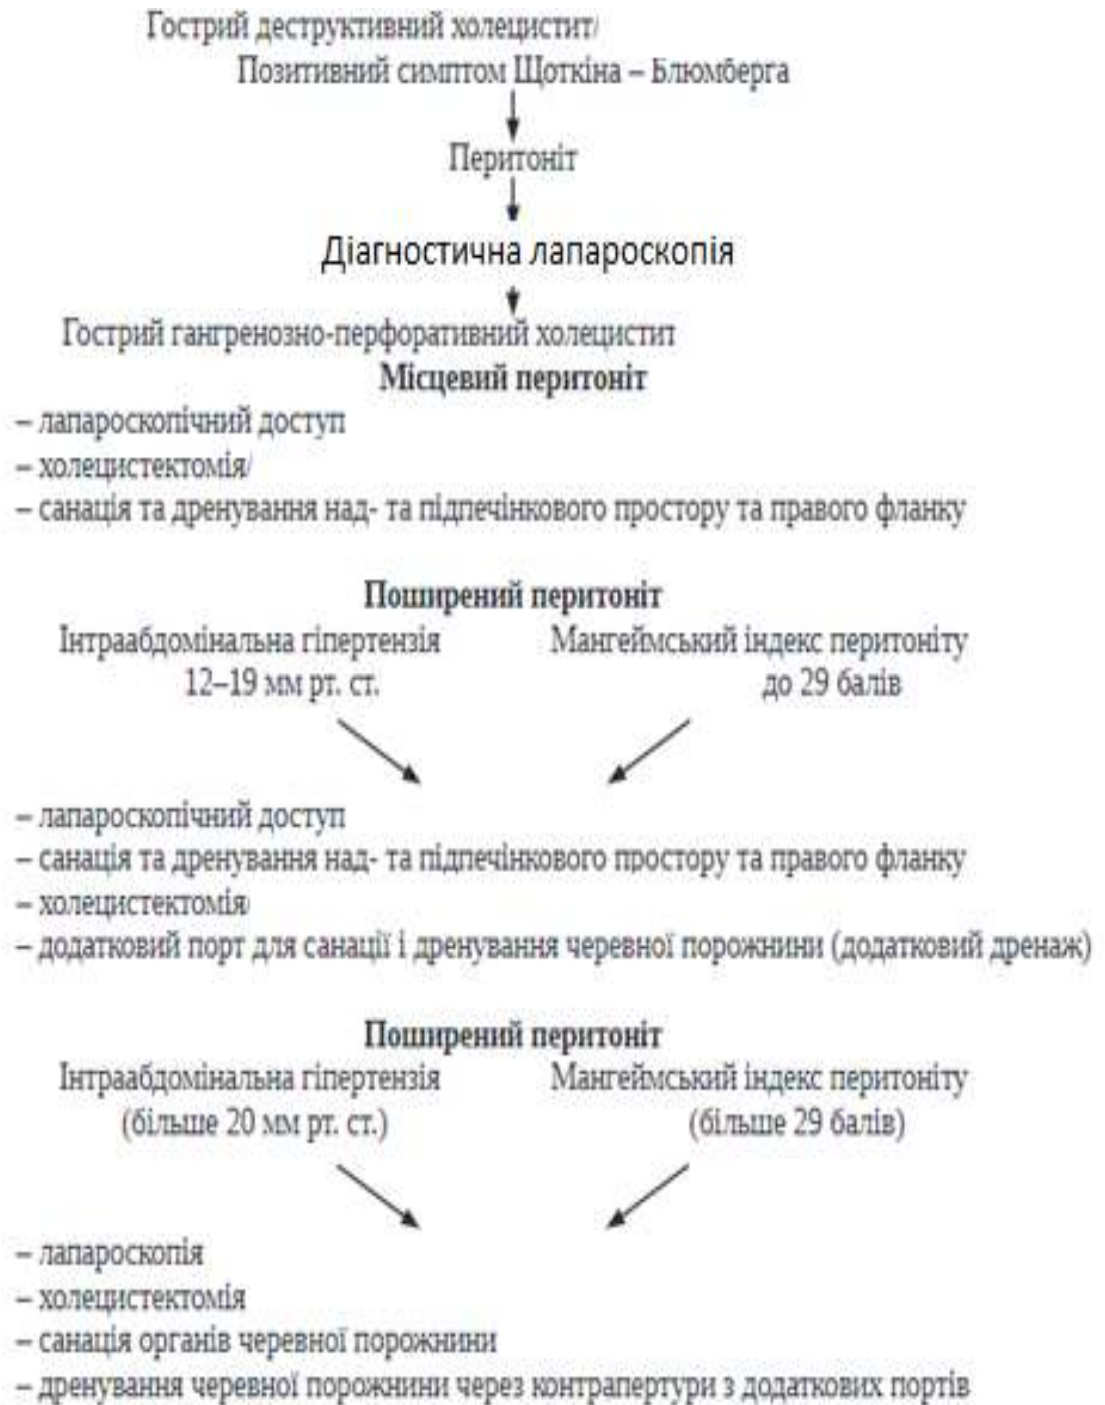 Гострий деструктивний холецистит/
Позитивний симптом Щоткіна – Блюмберга
Перитоніт
Діагностична лапароскопія
Гострий гангренозно-перфоративний холецистит
Місцевий перитоніт
– лапароскопічний доступ
– холецистектомія/
– санація та дренування над- та підпечінкового простору та правого фланку
Поширений перитоніт
Інтраабдомінальна гіпертензія Мангеймський індекс перитоніту
12–19 мм рт. ст. до 29 балів
– лапароскопічний доступ
– санація та дренування над- та підпечінкового простору та правого фланку
– холецистектомія/
– додатковий порт для санації і дренування черевної порожнини (додатковий дренаж)
Поширений перитоніт
Інтраабдомінальна гіпертензія Мангеймський індекс перитоніту
(більше 20 мм рт. ст.) (більше 29 балів)
– лапароскопія
– холецистектомія
– санація органів черевної порожнини
– дренування черевної порожнини через контрапертури з додаткових портів